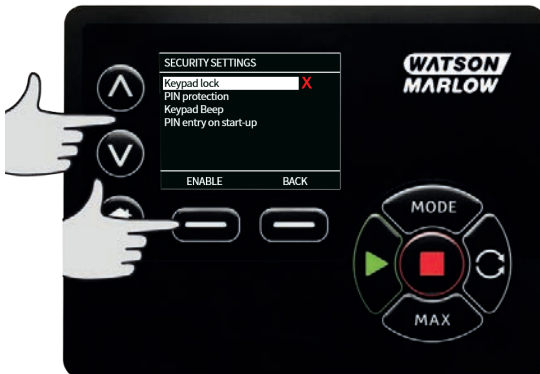 SECURITY SETTINGS
Keypad lock X
PIN protection
Keypad Beep
PIN entry on start-up
ENABLE BACK
WATSON
MARLOW
MODE
MAX